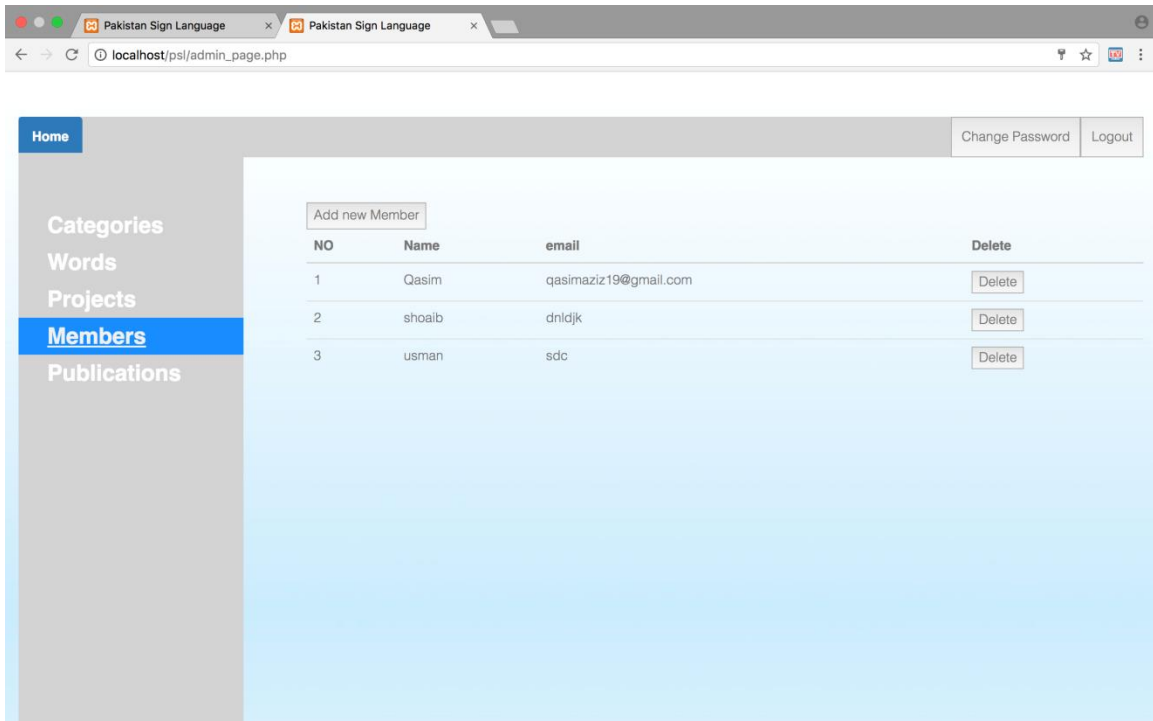 Pakistan Sign Language
Pakistan Sign Language
localhost/psl/admin_page.php
Home
Change Password
Logout
Categories
Words
Projects
Members
Publications
Add new Member
NO Name email Delete
1 Qasim qasimaziz19@gmail.com Delete
2 shoaib dnldjk Delete
3 usman sdc Delete